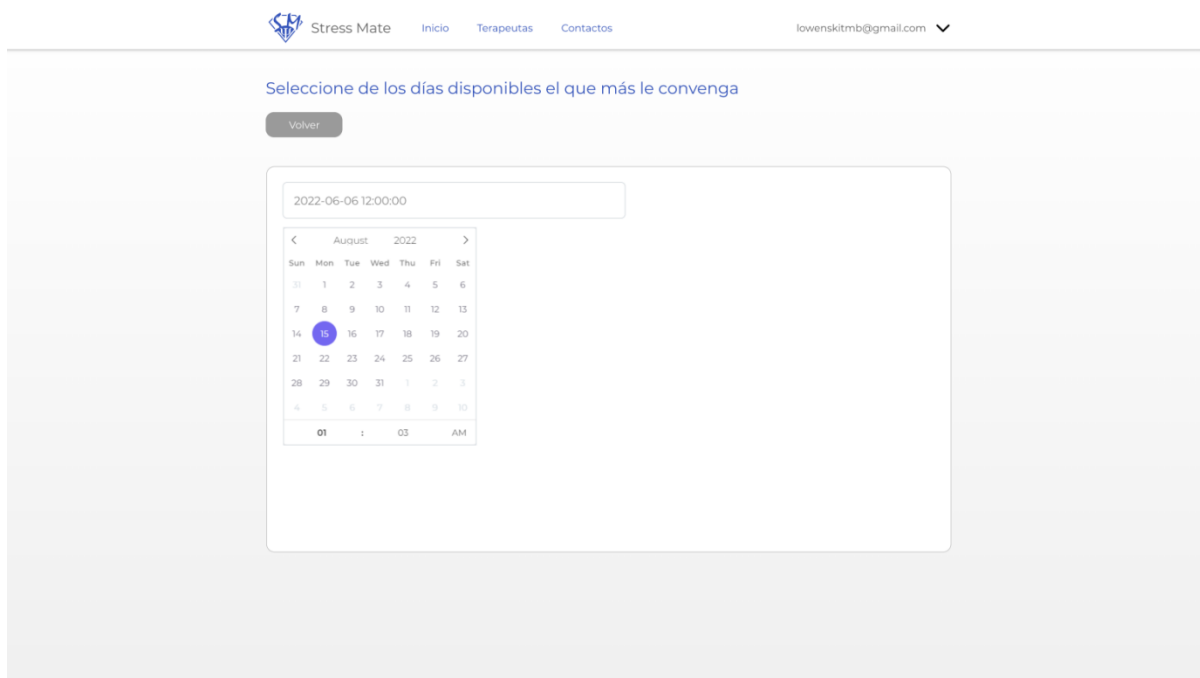 SM Stress Mate Inicio Terapeutas Contactos lowenskitmb@gmail.com
Seleccione de los días disponibles el que más le convenga
Volver
2022-06-06 12:00:00
August 2022
Sun Mon Tue Wed Thu Fri Sat
31 1 2 3 4 5 6
7 8 9 10 11 12 13
14 15 16 17 18 19 20
21 22 23 24 25 26 27
28 29 30 31 1 2 3
4 5 6 7 8 9 10
01 : 03 AM